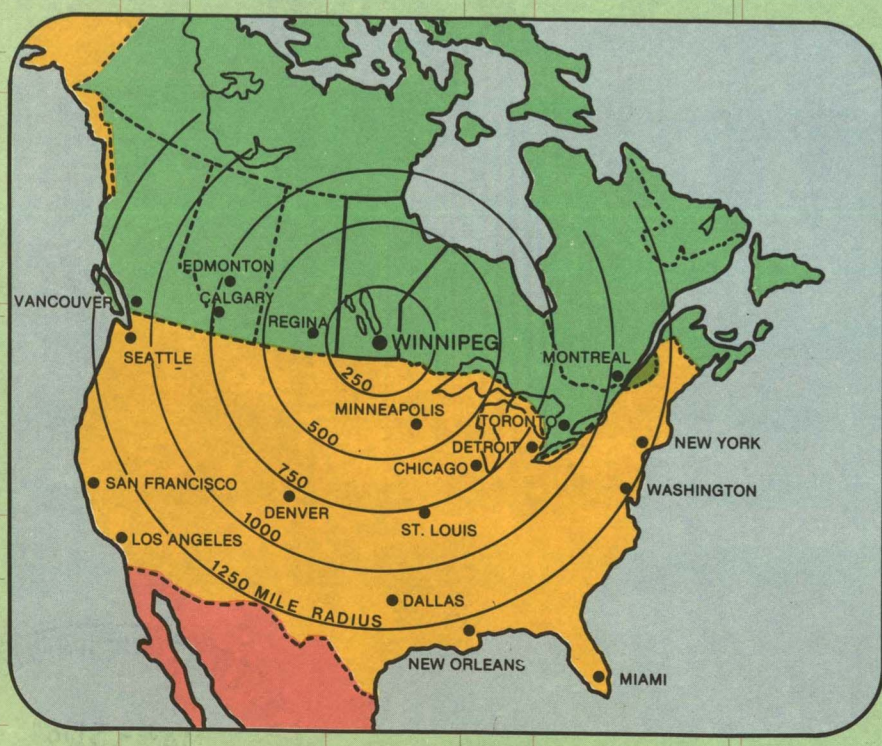 EDMONTON
VANCOUVER
CALGARY
REGINA
WINNIPEG
SEATTLE
MONTREAL
250
MINNEAPOLIS
TORONTO
500
DETROIT
NEW YORK
CHICAGO
750
SAN FRANCISCO
WASHINGTON
DENVER
1000
ST. LOUIS
LOS ANGELES
1250 MILE RADIUS
DALLAS
NEW ORLEANS
MIAMI